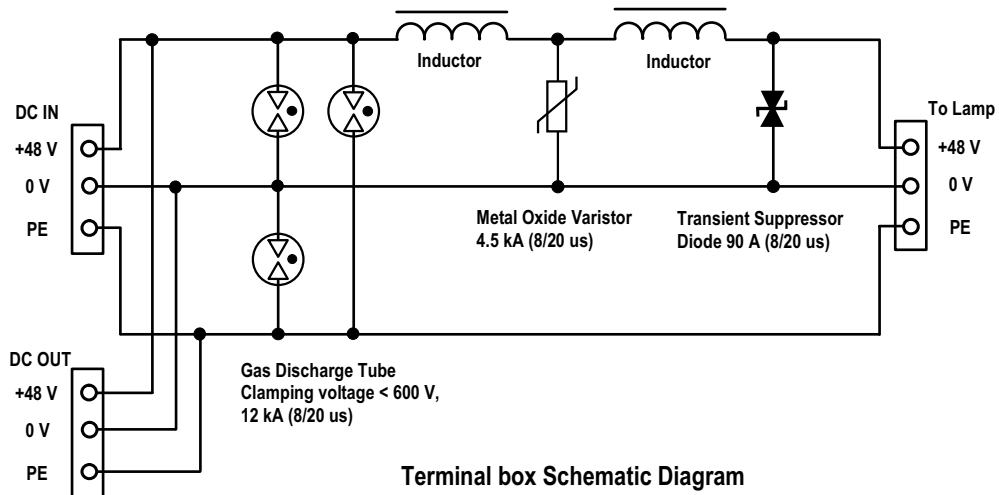 Inductor
Inductor
DC IN
+48 V
0 V
PE
To Lamp
+48 V
0 V
PE
Metal Oxide Varistor
4.5 kA (8/20 us)
Transient Suppressor
Diode 90 A (8/20 us)
DC OUT
+48 V
0 V
PE
Gas Discharge Tube
Clamping voltage < 600 V,
12 kA (8/20 us)
Terminal box Schematic Diagram